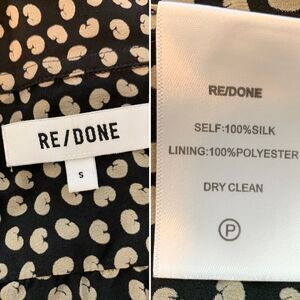 RE/DONE
S
RE/DONE
SELF:100%SILK
LINING:100%POLYESTER
DRY CLEAN
P